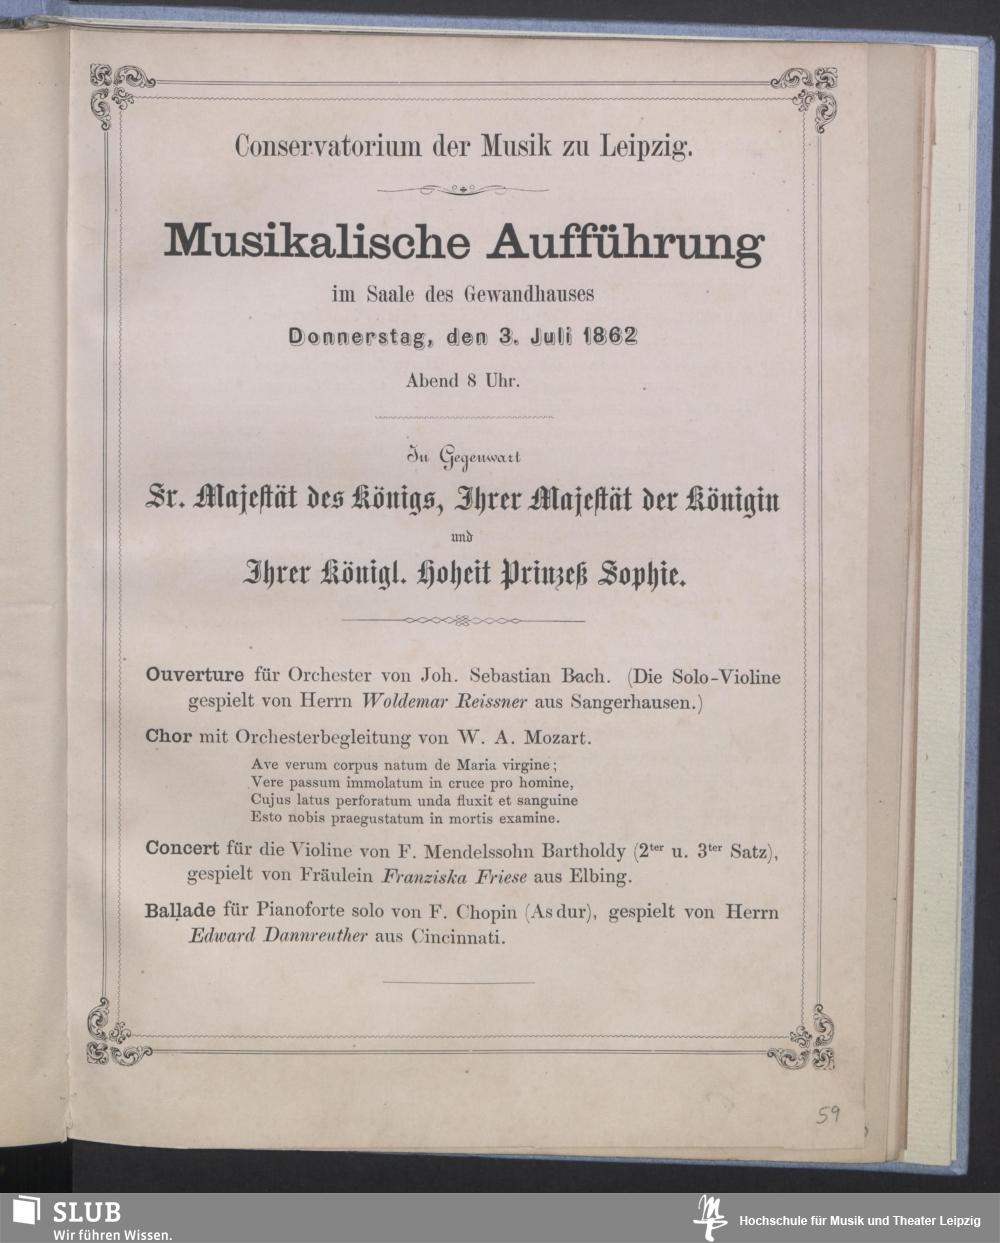 Conservatorium der Musik zu Leipzig.
Musikalische Aufführung
im Saale des Gewandhauses
Donnerstag, den 3. Juli 1862
Abend 8 Uhr.
In Gegenwart
Sr. Majestät des Königs, Ihrer Majestät der Königin
und
Ihrer Königl. Hoheit Prinzeß Sophie.
Ouverture für Orchester von Joh. Sebastian Bach. (Die Solo-Violine
gespielt von Herrn Woldemar Reissner aus Sangerhausen.)
Chor mit Orchesterbegleitung von W. A. Mozart.
Ave verum corpus natum de Maria virgine;
Vere passum immolatum in cruce pro homine,
Cujus latus perforatum unda fluxit et sanguine
Esto nobis praegustatum in mortis examine.
Concert für die Violine von F. Mendelssohn Bartholdy (2ter u. 3ter Satz),
gespielt von Fräulein Franziska Friese aus Elbing.
Ballade für Pianoforte solo von F. Chopin (As dur), gespielt von Herrn
Edward Dannreuther aus Cincinnati.
59
SLUB
Wir führen Wissen.
Hochschule für Musik und Theater Leipzig